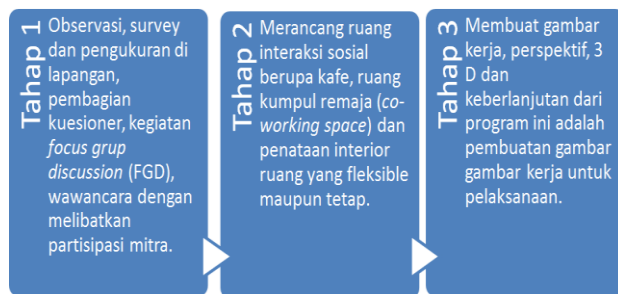 Tahap 1
Observasi, survey
dan pengukuran di
lapangan,
pembagian
kuesioner, kegiatan
focus grup
discussion (FGD),
wawancara dengan
melibatkan
partisipasi mitra.
Tahap 2
Merancang ruang
interaksi sosial
berupa kafe, ruang
kumpul remaja (co-
working space) dan
penataan interior
ruang yang fleksible
maupun tetap.
Tahap 3
Membuat gambar
kerja, perspektif, 3
D dan
keberlanjutan dari
program ini adalah
pembuatan gambar
gambar kerja untuk
pelaksanaan.